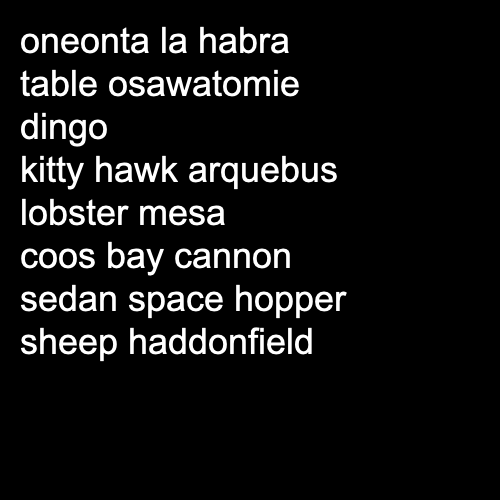 oneonta la habra
table osawatomie
dingo
kitty hawk arquebus
lobster mesa
coos bay cannon
sedan space hopper
sheep haddonfield